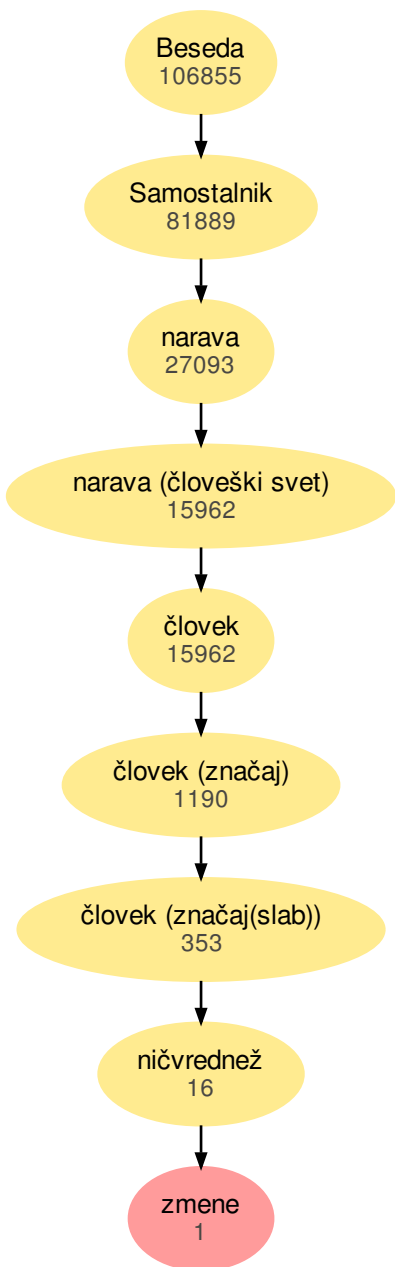 Beseda
106855
Samostalnik
81889
narava
27093
narava (človeški svet)
15962
človek
15962
človek (značaj)
1190
človek (značaj(slab))
353
ničvrednež
16
zmene
1